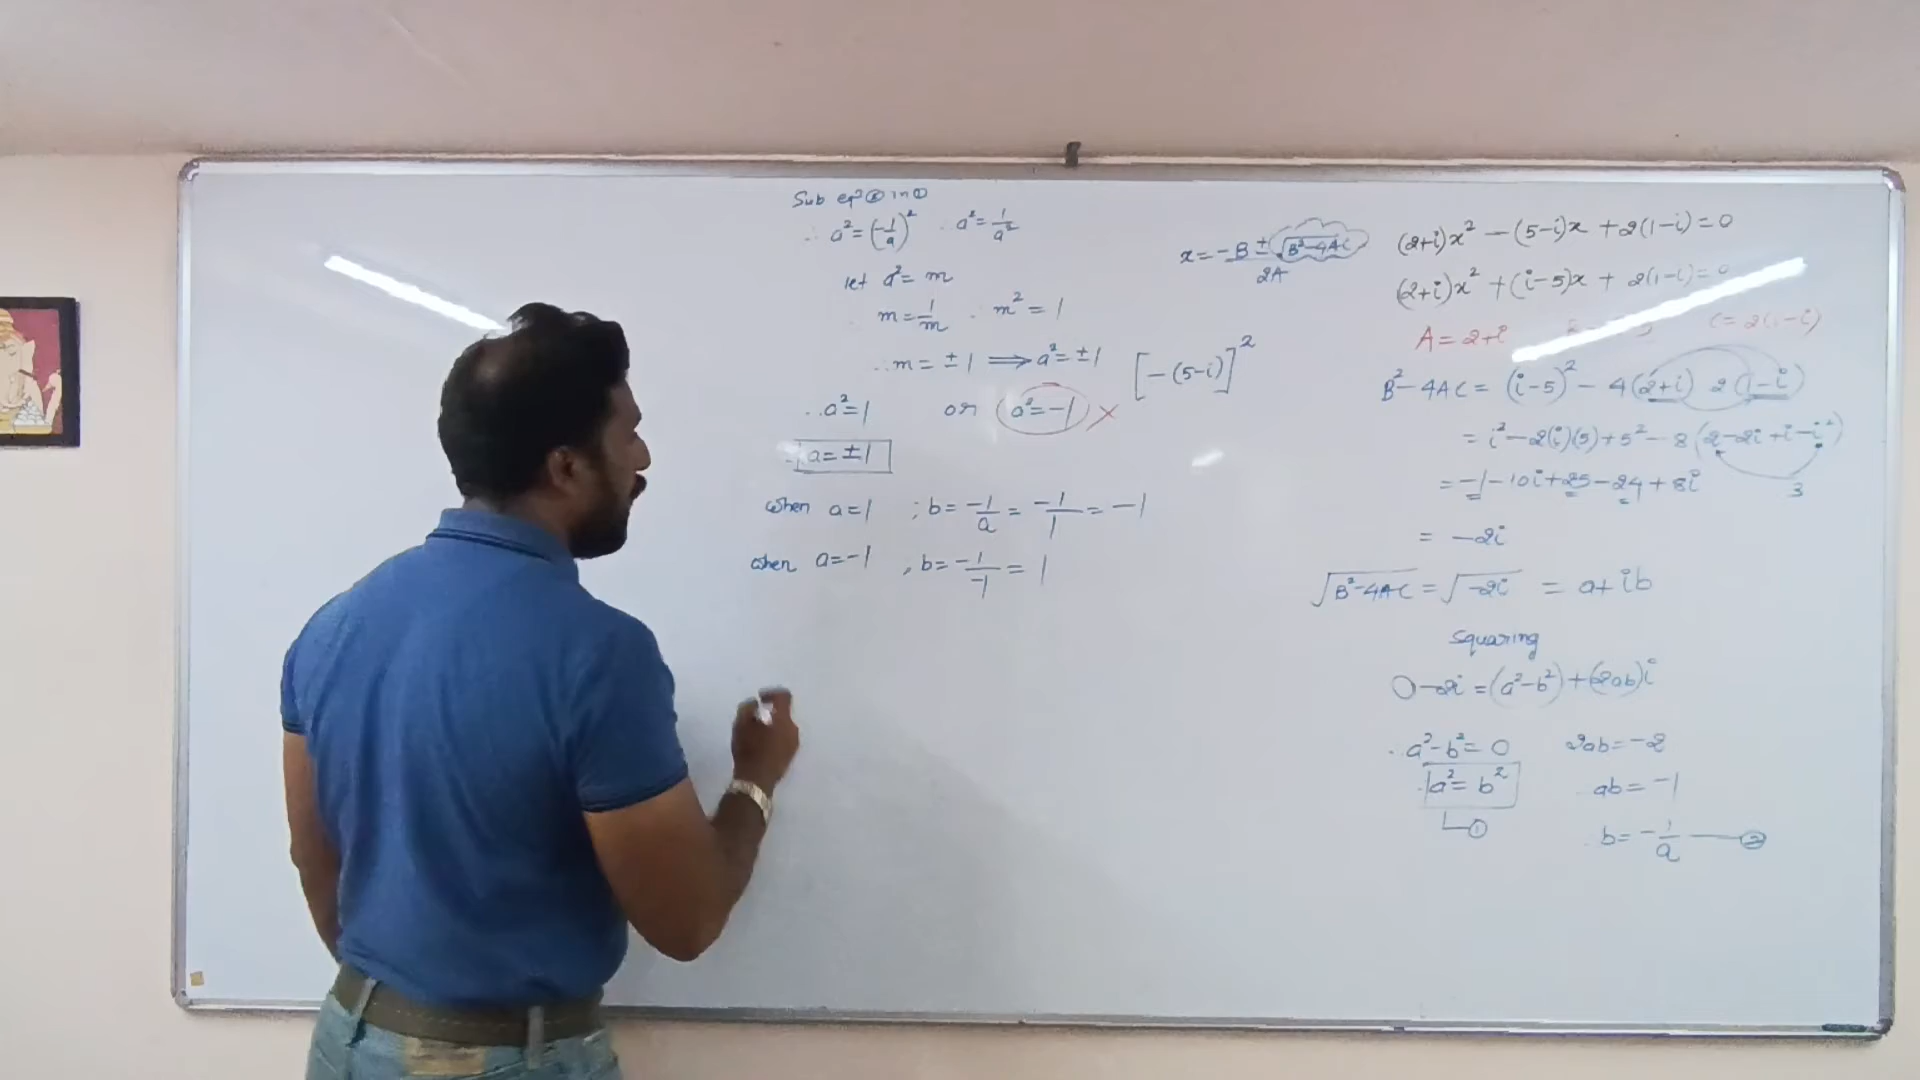 Sub eqⁿ ② in ①
∴ a² = (-1/a)² ∴ a² = 1/a²
let a² = m
∴ m = 1/m ∴ m² = 1
∴ m = ±1 ⟹ a² = ±1
∴ a² = 1 or a² = -1 ×
∴ a = ±1
when a=1 ; b = -1/a = -1/1 = -1
when a=-1 , b = -1/-1 = 1
x = -B ± √B²-4AC / 2A
[-(5-i)]²
(2+i)x² - (5-i)x + 2(1-i) = 0
(2+i)x² + (i-5)x + 2(1-i) = 0
A = 2+i C = 2(1-i)
B²-4AC = (i-5)² - 4(2+i) 2(1-i)
= i² - 2(i)(5) + 5² - 8(2-2i+i-i²)
= -1 - 10i + 25 - 24 + 8i 3
= -2i
√B²-4AC = √-2i = a+ib
Squaring
0-2i = (a²-b²) + (2ab)i
∴ a²-b² = 0 2ab = -2
∴ a² = b² ∴ ab = -1
① ∴ b = -1/a — ②